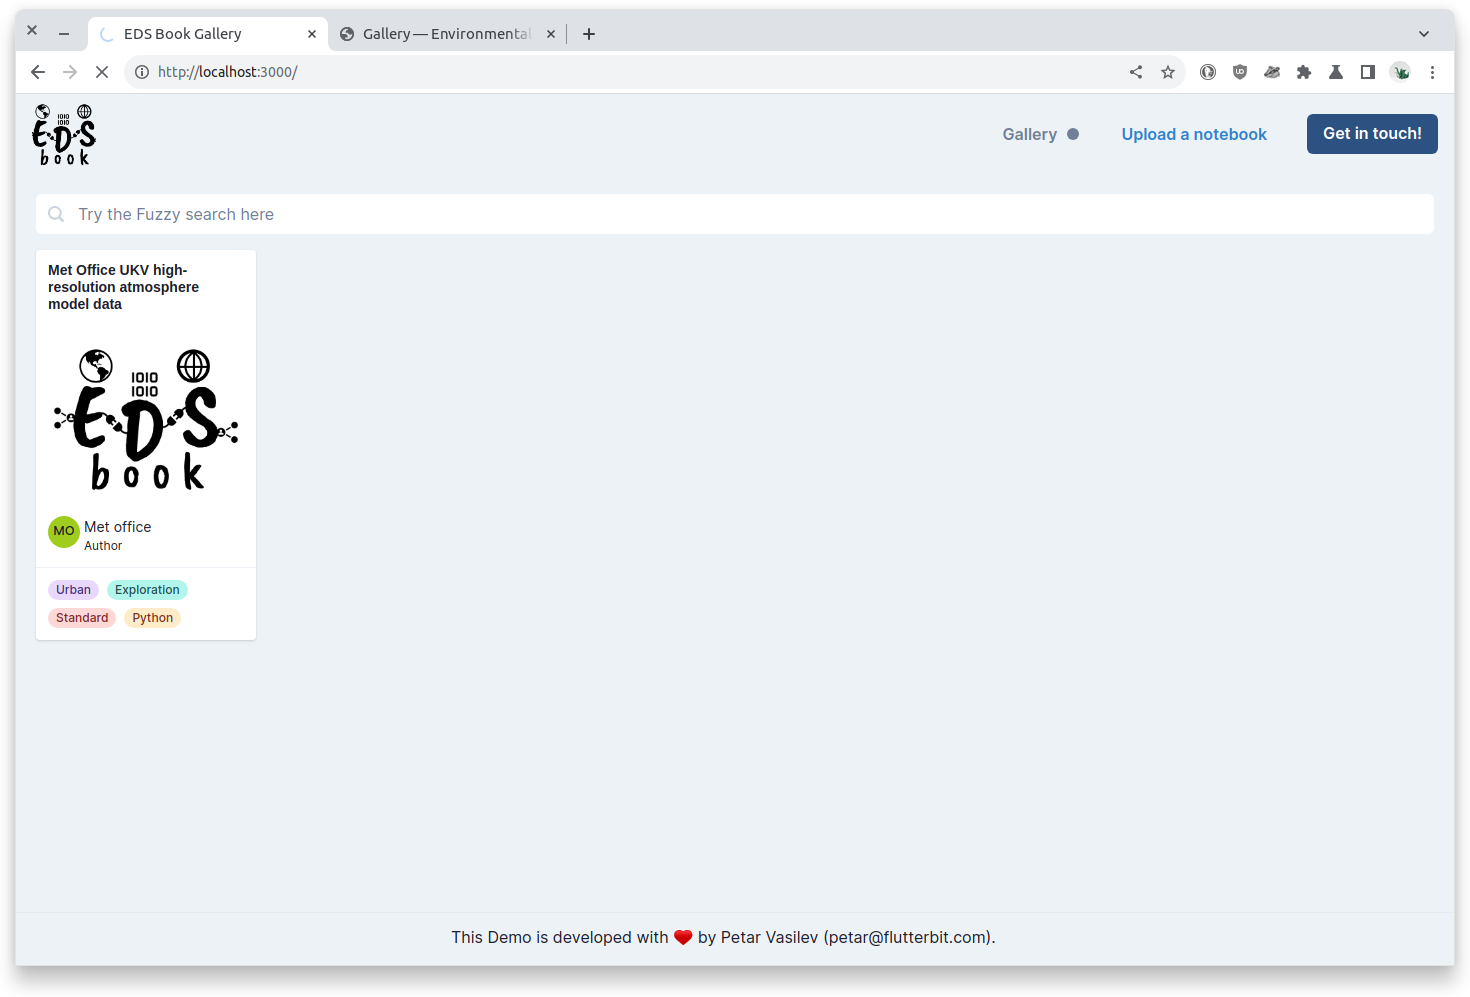 EDS Book Gallery
Gallery — Environmental
http://localhost:3000/
1010
1010
EDS
book
Gallery
Upload a notebook
Get in touch!
Try the Fuzzy search here
Met Office UKV high-
resolution atmosphere
model data
1010
1010
EDS
book
MO
Met office
Author
Urban
Exploration
Standard
Python
This Demo is developed with ❤️ by Petar Vasilev (petar@flutterbit.com).